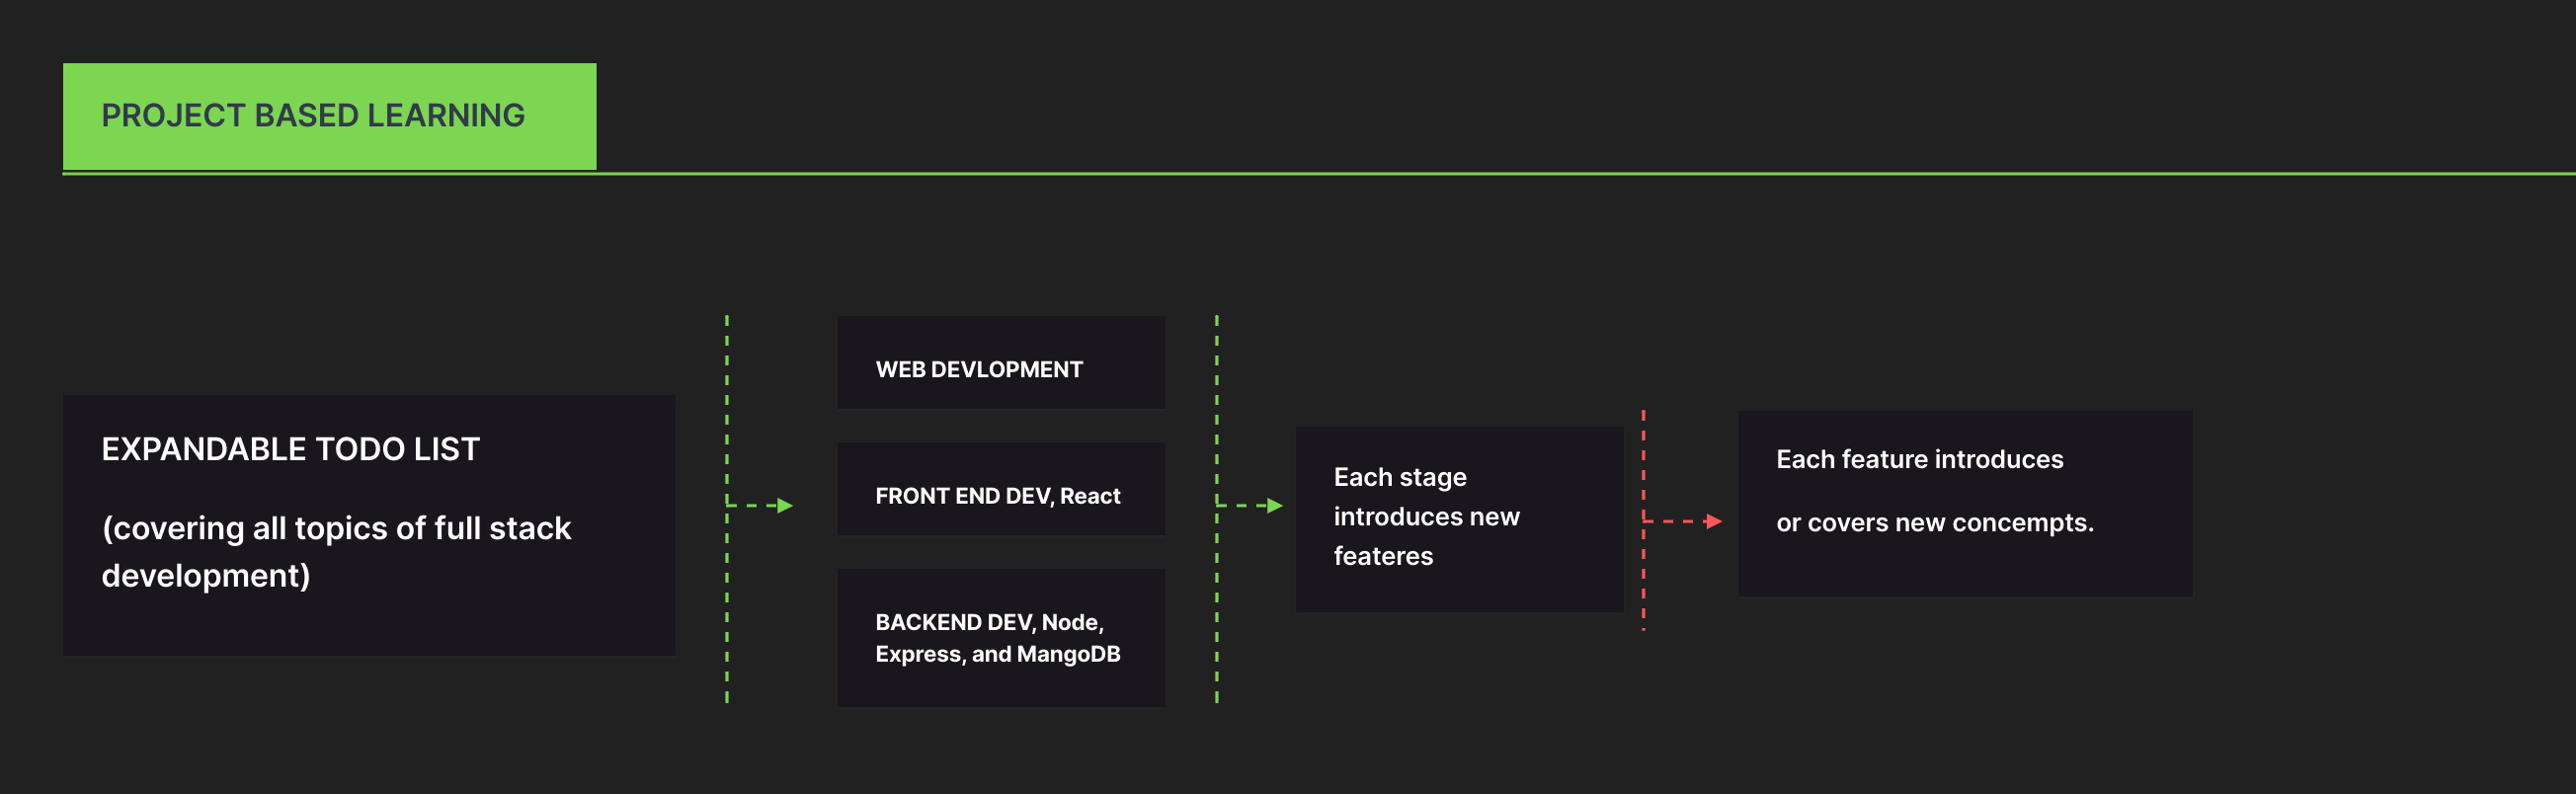 PROJECT BASED LEARNING
EXPANDABLE TODO LIST
(covering all topics of full stack
development)
WEB DEVLOPMENT
FRONT END DEV, React
BACKEND DEV, Node,
Express, and MangoDB
Each stage
introduces new
feateres
Each feature introduces
or covers new concempts.